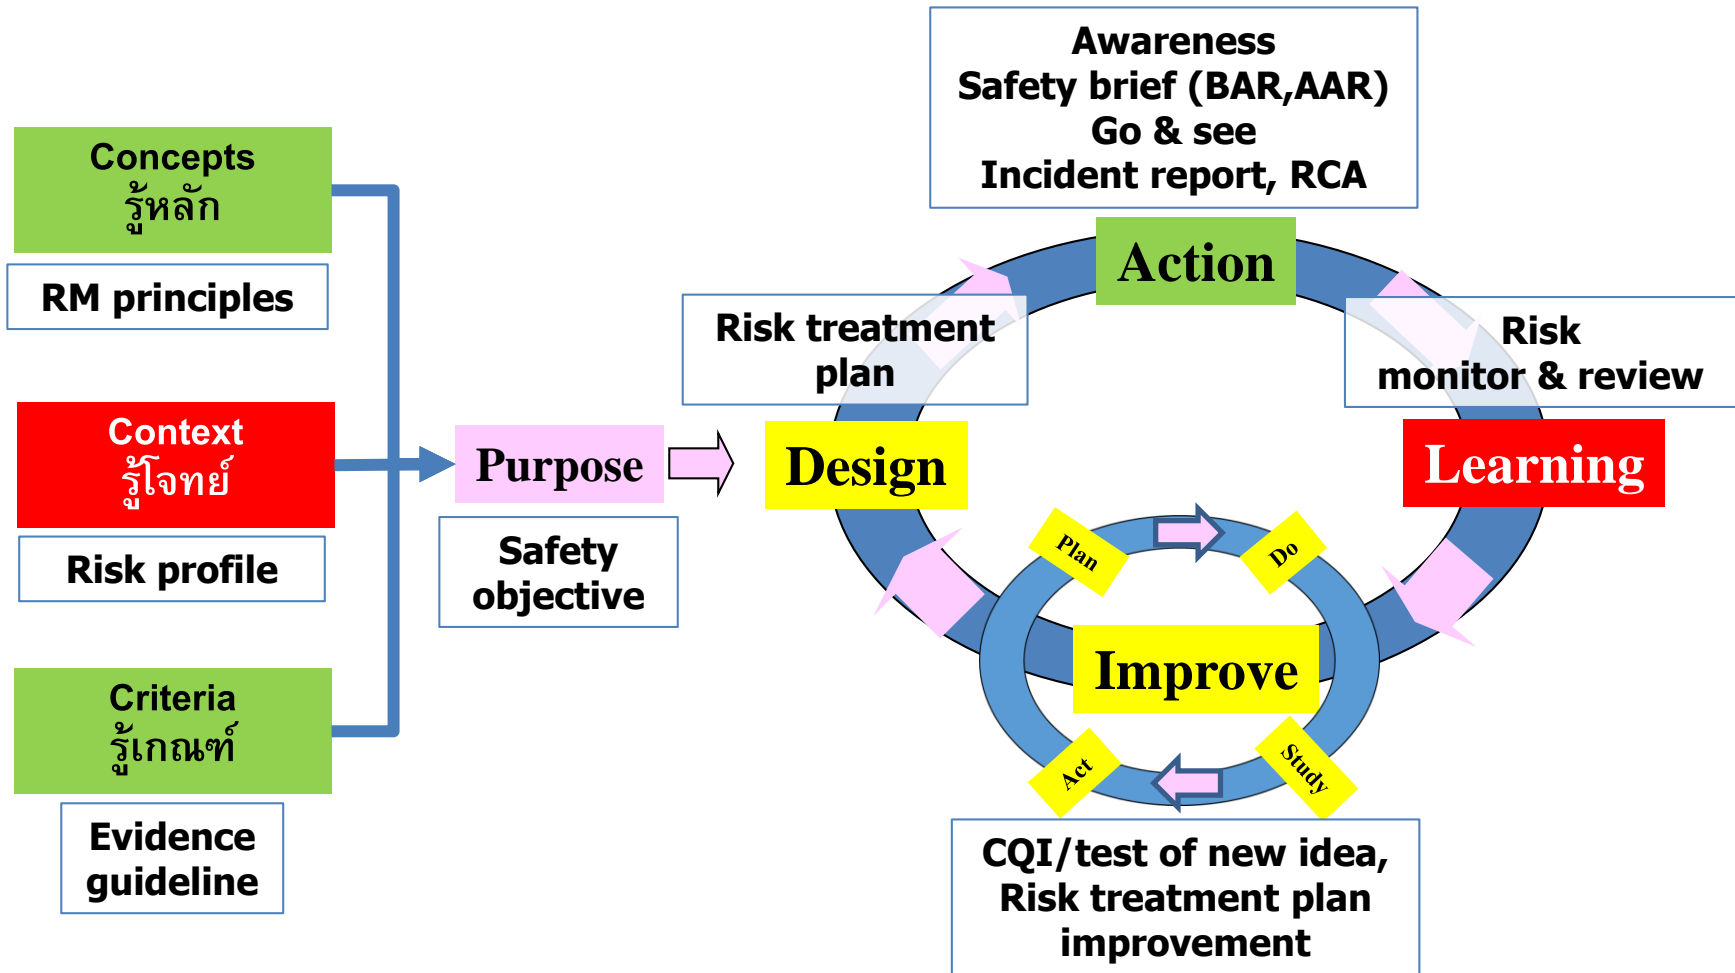 Concepts
รู้หลัก
RM principles
Context
รู้โจทย์
Risk profile
Criteria
รู้เกณฑ์
Evidence
guideline
Purpose
Safety
objective
Awareness
Safety brief (BAR,AAR)
Go & see
Incident report, RCA
Action
Risk treatment
plan
Design
Risk
monitor & review
Learning
Plan
Do
Improve
Act
Study
CQI/test of new idea,
Risk treatment plan
improvement